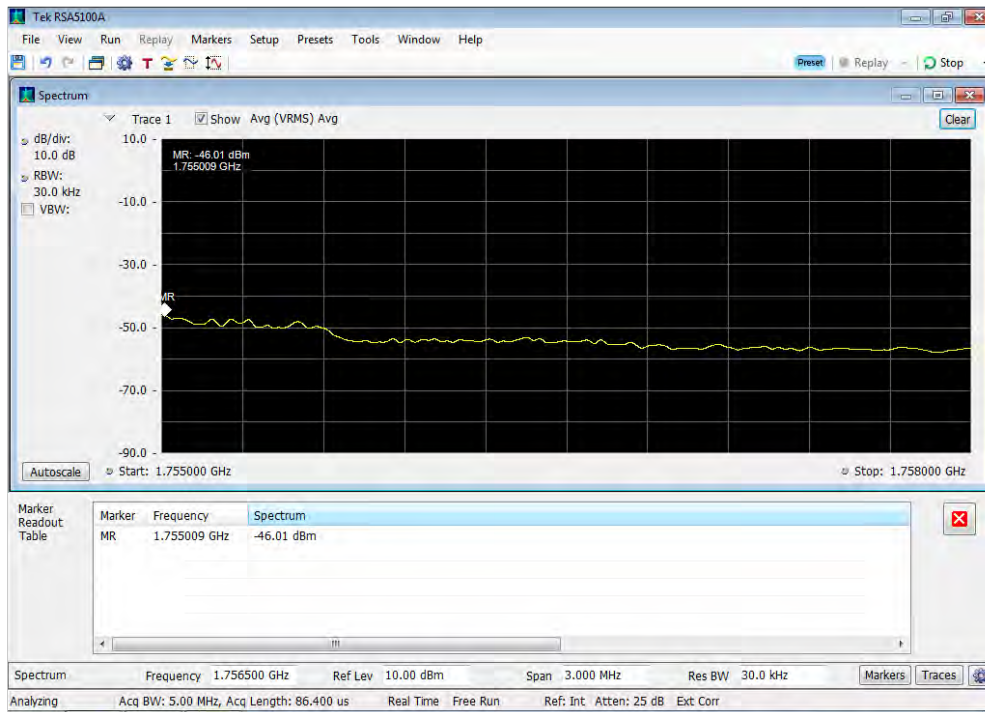 Tek RSA5100A
File View Run Replay Markers Setup Presets Tools Window Help
T Preset Replay Stop
Spectrum
Trace 1 Show Avg (VRMS) Avg Clear
dB/div: 10.0 dB
RBW: 30.0 kHz
VBW:
10.0
-10.0
-30.0
-50.0
-70.0
-90.0
MR: -46.01 dBm
1.755009 GHz
MR
Autoscale Start: 1.755000 GHz Stop: 1.758000 GHz
Marker Readout Table
Marker Frequency Spectrum
MR 1.755009 GHz -46.01 dBm
Spectrum Frequency 1.756500 GHz Ref Lev 10.00 dBm Span 3.000 MHz Res BW 30.0 kHz Markers Traces
Analyzing Acq BW: 5.00 MHz, Acq Length: 86.400 us Real Time Free Run Ref: Int Atten: 25 dB Ext Corr